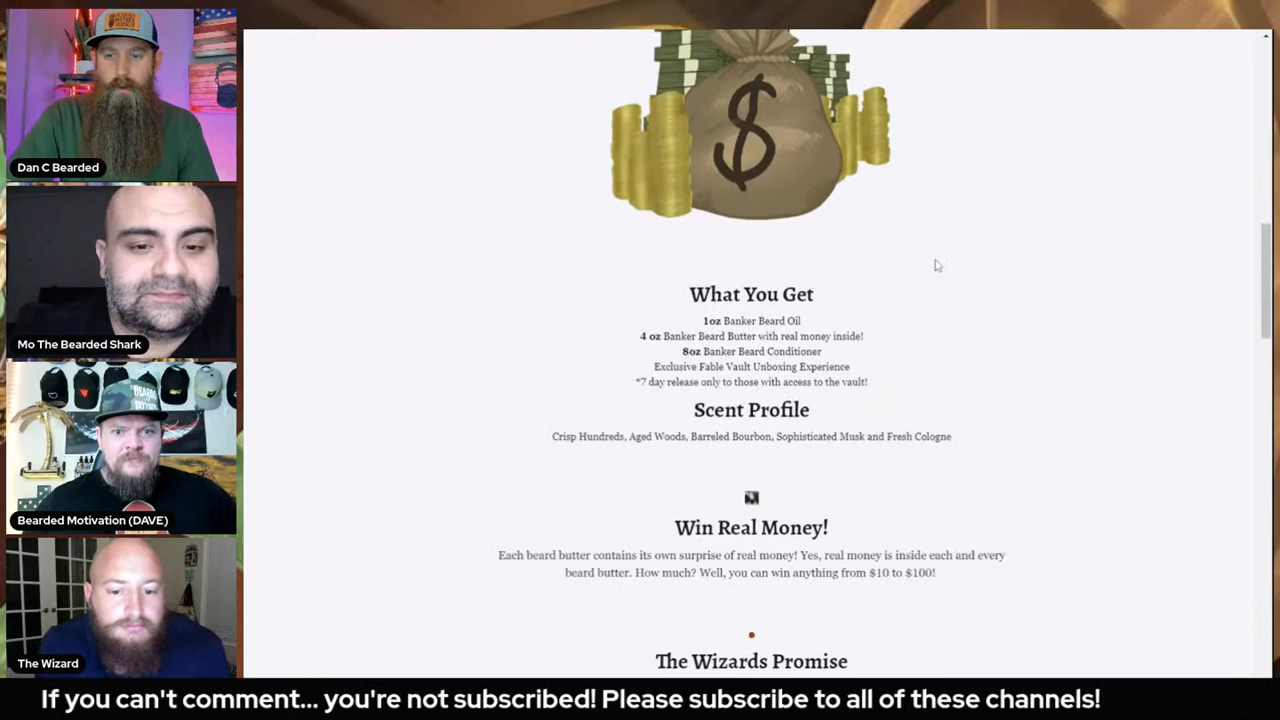 Dan C Bearded
Mo The Bearded Shark
Bearded Motivation (DAVE)
The Wizard
$
What You Get
1oz Banker Beard Oil
4 oz Banker Beard Butter with real money inside!
8oz Banker Beard Conditioner
Exclusive Fable Vault Unboxing Experience
*7 day release only to those with access to the vault!
Scent Profile
Crisp Hundreds, Aged Woods, Barreled Bourbon, Sophisticated Musk and Fresh Cologne
Win Real Money!
Each beard butter contains its own surprise of real money! Yes, real money is inside each and every
beard butter. How much? Well, you can win anything from $10 to $100!
The Wizards Promise
If you can't comment... you're not subscribed! Please subscribe to all of these channels!